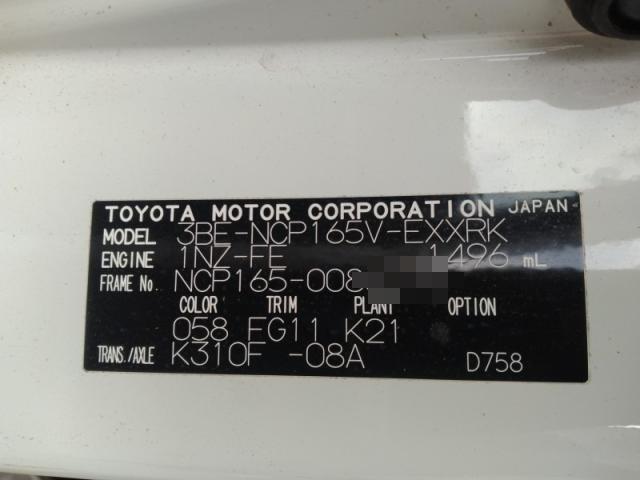 TOYOTA MOTOR CORPORATION JAPAN
MODEL 3BE-NCP165V-EXXRK
ENGINE 1NZ-FE 1496 mL
FRAME No. NCP165-008
COLOR TRIM PLANT OPTION
058 FG11 K21
TRANS./AXLE K310F -08A D758